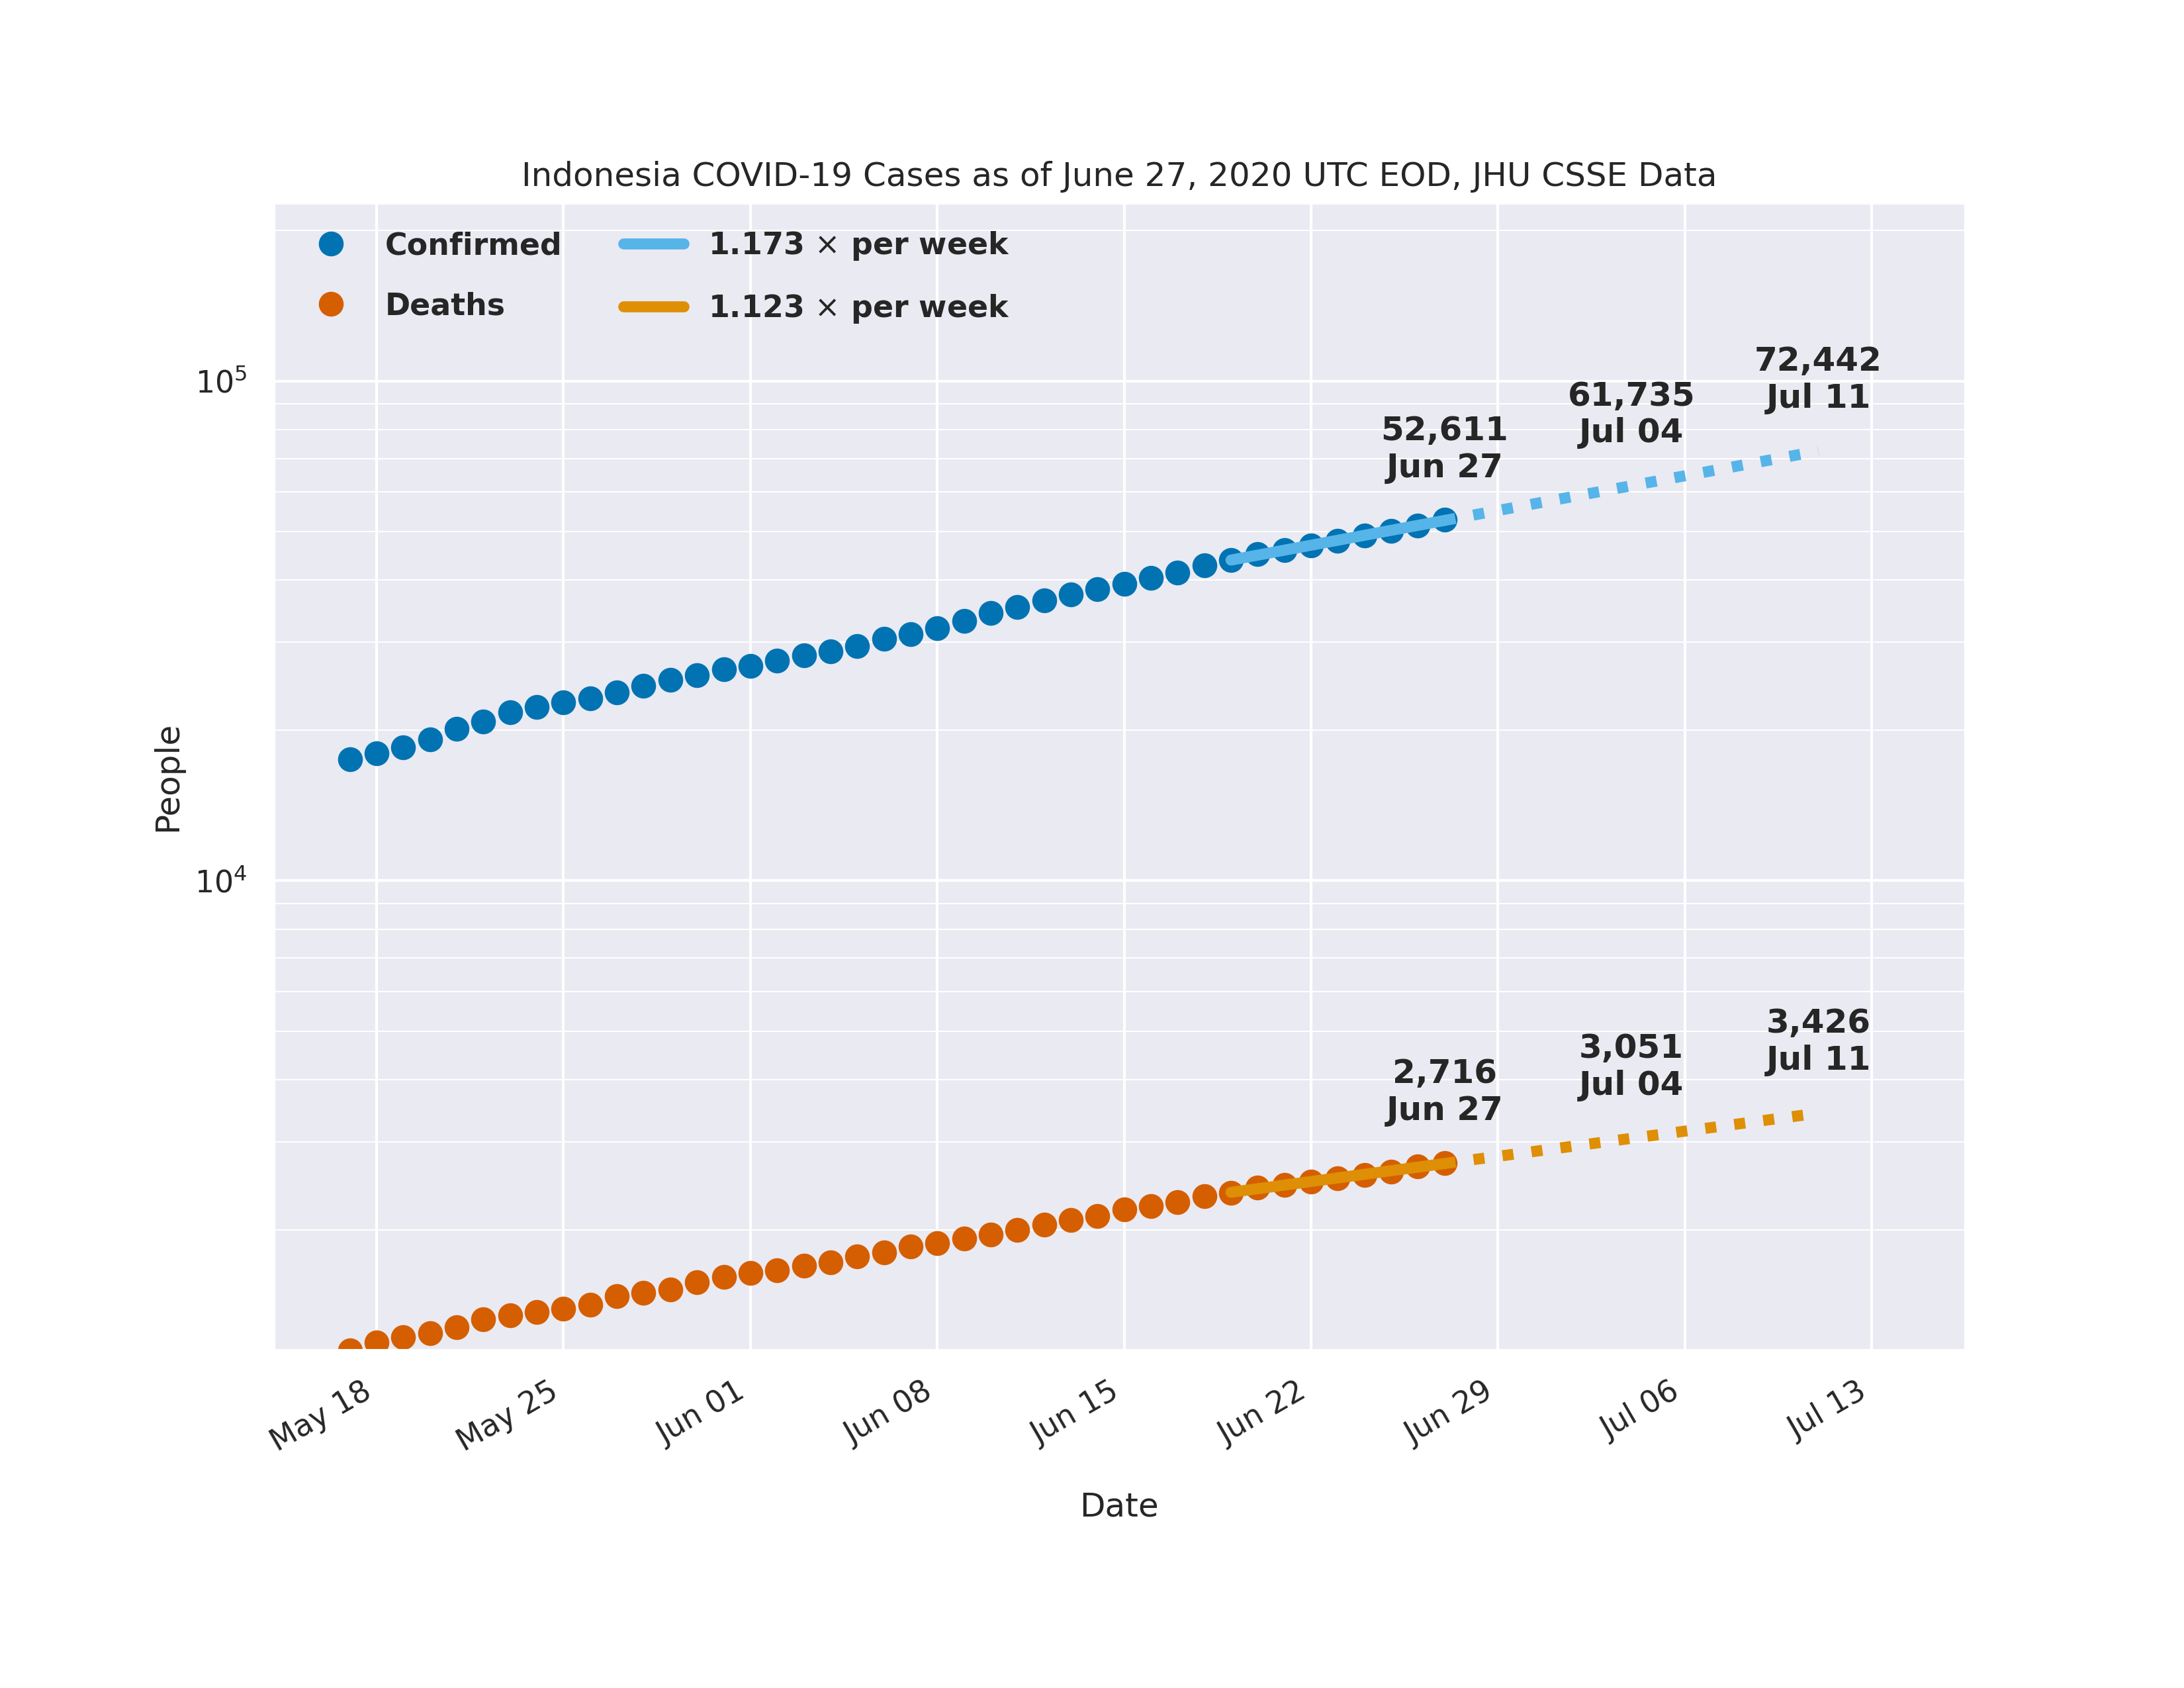 Indonesia COVID-19 Cases as of June 27, 2020 UTC EOD, JHU CSSE Data
Confirmed
Deaths
1.173 × per week
1.123 × per week
72,442
Jul 11
61,735
Jul 04
52,611
Jun 27
3,426
Jul 11
3,051
Jul 04
2,716
Jun 27
People
10⁵
10⁴
May 18
May 25
Jun 01
Jun 08
Jun 15
Jun 22
Jun 29
Jul 06
Jul 13
Date